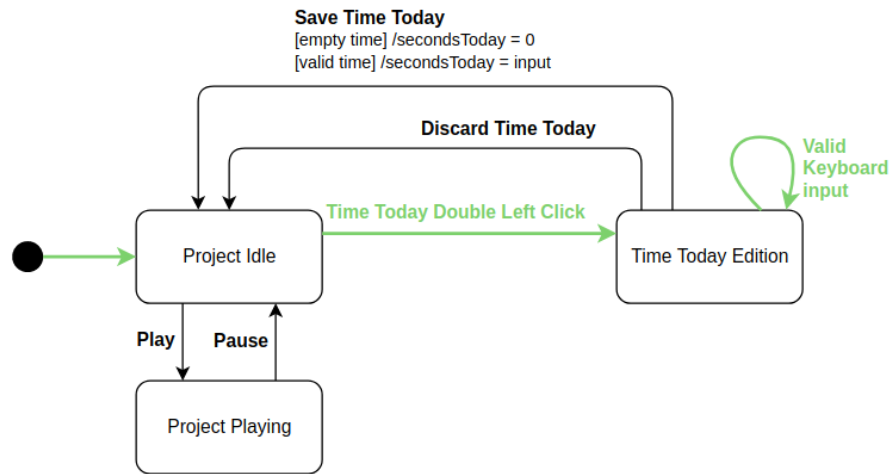 Save Time Today
[empty time] /secondsToday = 0
[valid time] /secondsToday = input
Discard Time Today
Valid
Keyboard
input
Time Today Double Left Click
Project Idle
Time Today Edition
Play
Pause
Project Playing